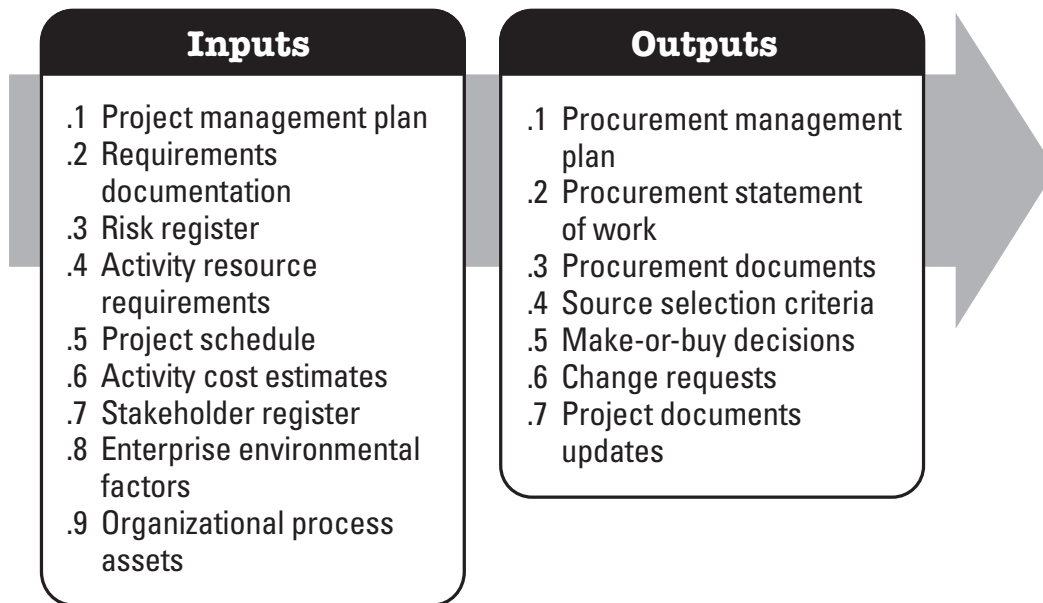 Inputs
.1 Project management plan
.2 Requirements
documentation
.3 Risk register
.4 Activity resource
requirements
.5 Project schedule
.6 Activity cost estimates
.7 Stakeholder register
.8 Enterprise environmental
factors
.9 Organizational process
assets
Outputs
.1 Procurement management
plan
.2 Procurement statement
of work
.3 Procurement documents
.4 Source selection criteria
.5 Make-or-buy decisions
.6 Change requests
.7 Project documents
updates